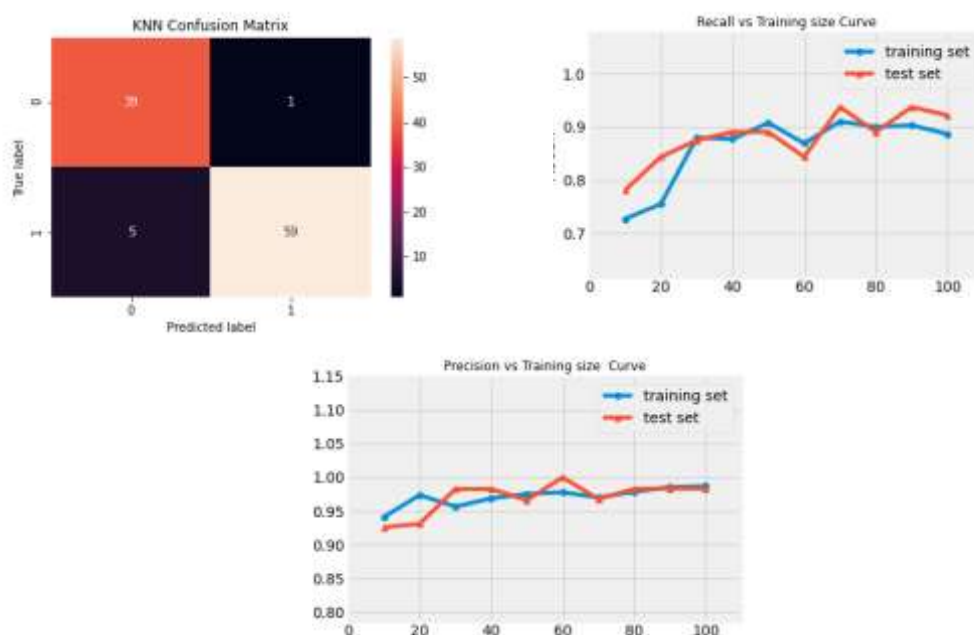 KNN Confusion Matrix
0
1
True label
39
1
5
59
0
1
Predicted label
50
40
30
20
10
Recall vs Training size Curve
training set
test set
1.0
0.9
0.8
0.7
0 20 40 60 80 100
Precision vs Training size Curve
training set
test set
1.15
1.10
1.05
1.00
0.95
0.90
0.85
0.80
0 20 40 60 80 100